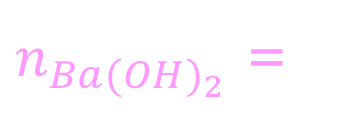 n_{Ba(OH)_2} =